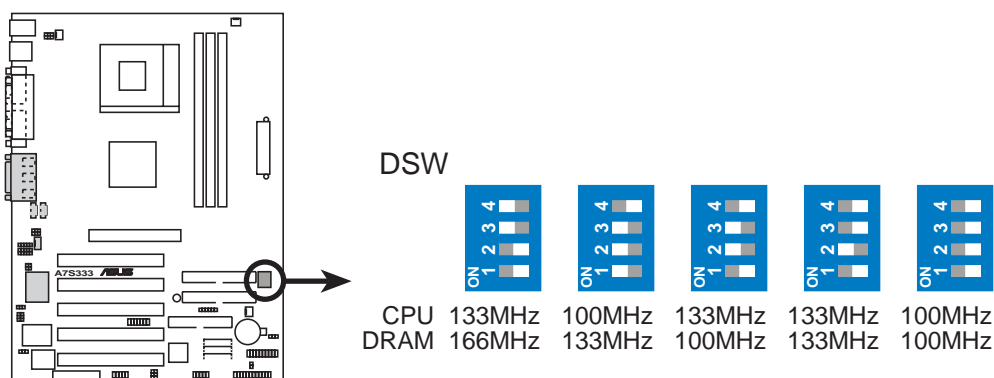 DSW
A7S333 ASUS
ON 1 2 3 4
ON 1 2 3 4
ON 1 2 3 4
ON 1 2 3 4
ON 1 2 3 4
CPU 133MHz 100MHz 133MHz 133MHz 100MHz
DRAM 166MHz 133MHz 100MHz 133MHz 100MHz